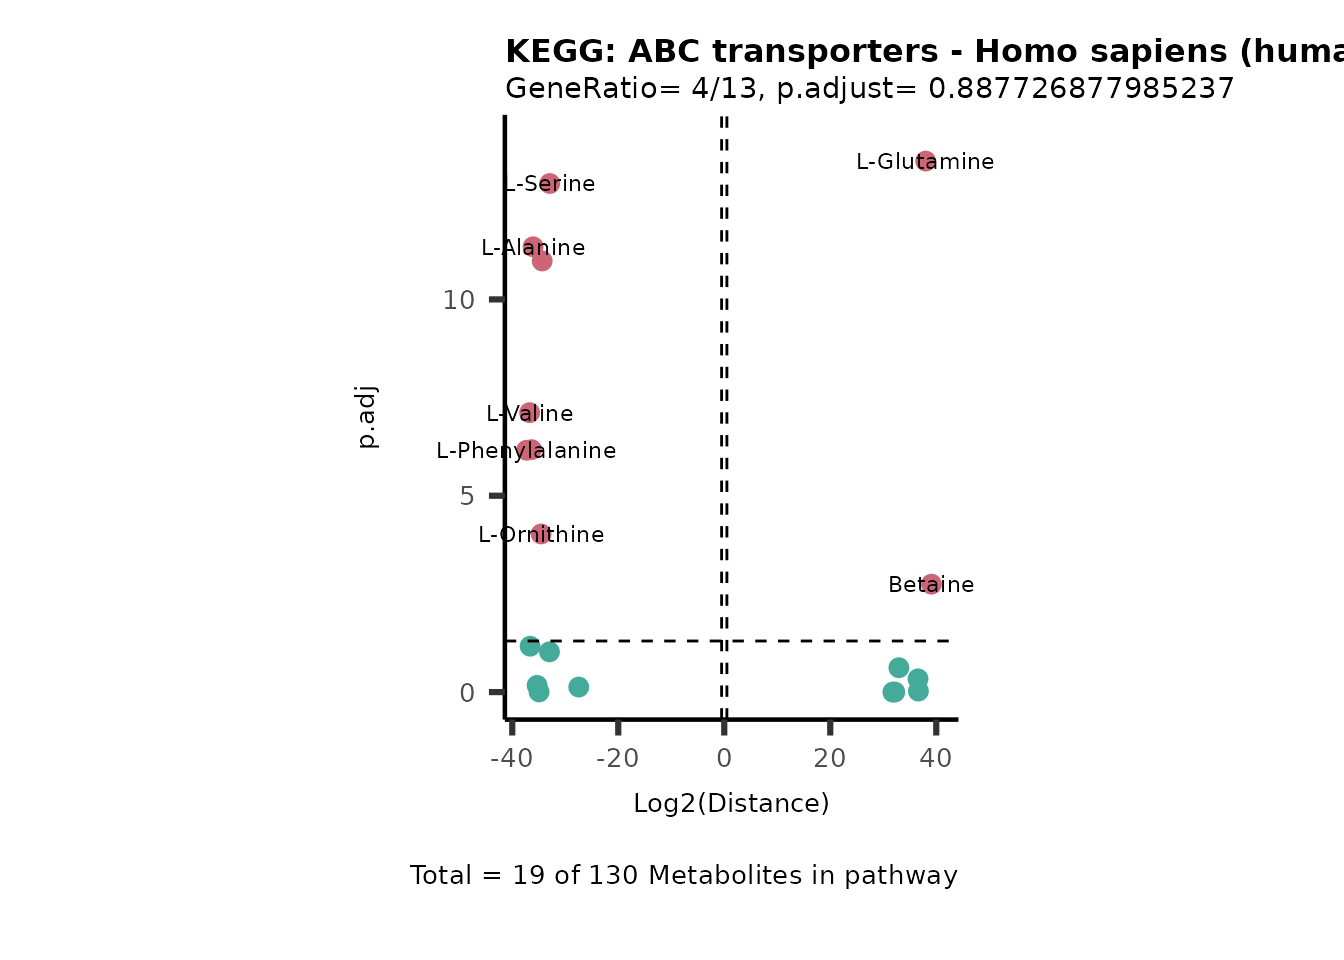 KEGG: ABC transporters - Homo sapiens (huma
GeneRatio= 4/13, p.adjust= 0.887726877985237
L-Glutamine
L-Serine
L-Alanine
10
L-Valine
p.adj
L-Phenylalanine
5
L-Ornithine
Betaine
0
-40 -20 0 20 40
Log2(Distance)
Total = 19 of 130 Metabolites in pathway